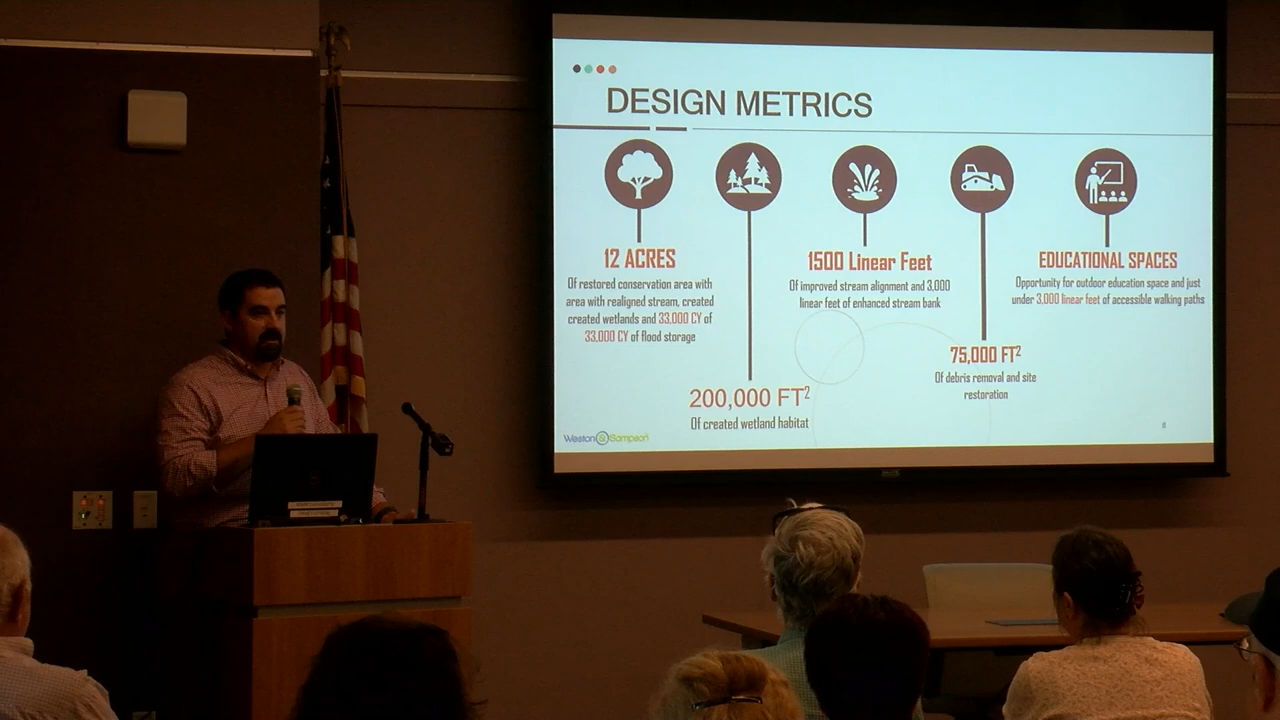 DESIGN METRICS
12 ACRES
Of restored conservation area with
area with realigned stream, created
created wetlands and 33,000 CY of
33,000 CY of flood storage
200,000 FT²
Of created wetland habitat
1500 Linear Feet
Of improved stream alignment and 3,000
linear feet of enhanced stream bank
75,000 FT²
Of debris removal and site
restoration
EDUCATIONAL SPACES
Opportunity for outdoor education space and just
under 3,000 linear feet of accessible walking paths
Weston & Sampson
8